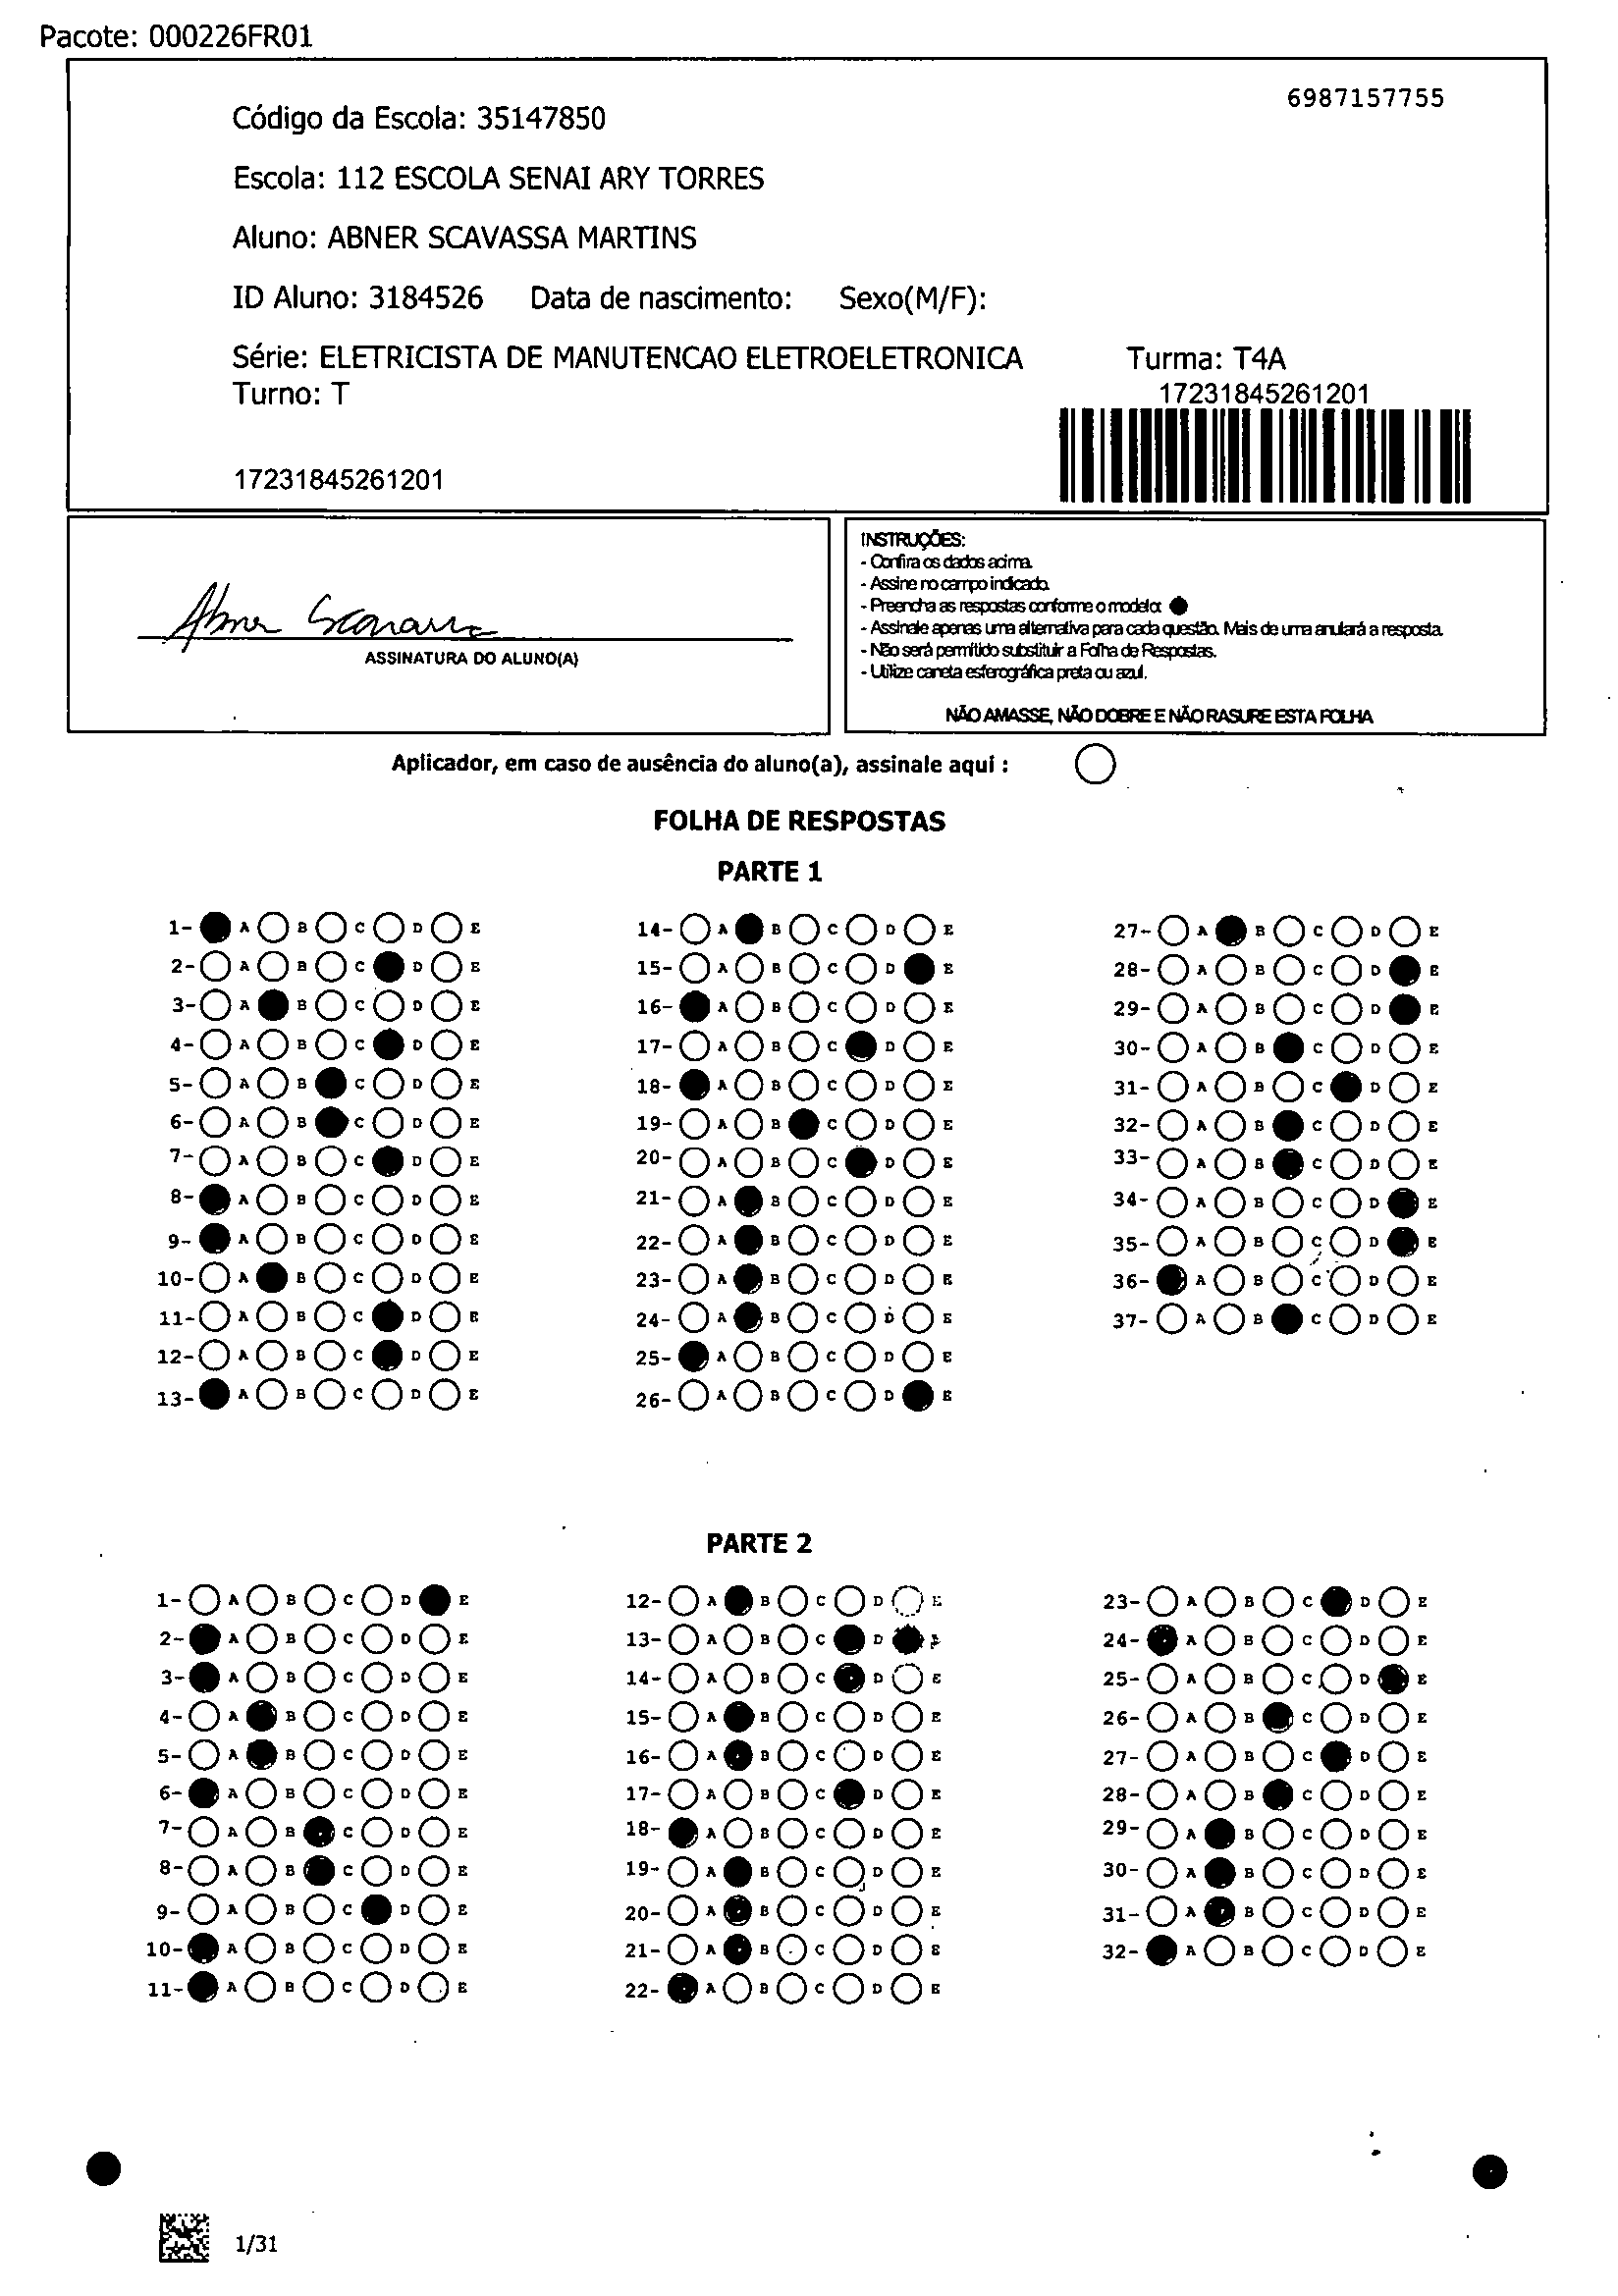 Pacote: 000226FR01
6987157755
Código da Escola: 35147850
Escola: 112 ESCOLA SENAI ARY TORRES
Aluno: ABNER SCAVASSA MARTINS
ID Aluno: 3184526 Data de nascimento: Sexo(M/F):
Série: ELETRICISTA DE MANUTENCAO ELETROELETRONICA Turma: T4A
Turno: T 17231845261201
17231845261201
Abner Scavassa
ASSINATURA DO ALUNO(A)
INSTRUÇÕES:
- Confira os dados acima.
- Assine no campo indicado.
- Preencha as respostas conforme o modelo:
- Assinale apenas uma alternativa para cada questão. Mais de uma anulará a resposta.
- Não será permitido substituir a Folha de Respostas.
- Utilize caneta esferográfica preta ou azul.
NÃO AMASSE, NÃO DOBRE E NÃO RASURE ESTA FOLHA
Aplicador, em caso de ausência do aluno(a), assinale aqui :
FOLHA DE RESPOSTAS
PARTE 1
1- A B C D E 14- A B C D E 27- A B C D E
2- A B C D E 15- A B C D E 28- A B C D E
3- A B C D E 16- A B C D E 29- A B C D E
4- A B C D E 17- A B C D E 30- A B C D E
5- A B C D E 18- A B C D E 31- A B C D E
6- A B C D E 19- A B C D E 32- A B C D E
7- A B C D E 20- A B C D E 33- A B C D E
8- A B C D E 21- A B C D E 34- A B C D E
9- A B C D E 22- A B C D E 35- A B C D E
10- A B C D E 23- A B C D E 36- A B C D E
11- A B C D E 24- A B C D E 37- A B C D E
12- A B C D E 25- A B C D E
13- A B C D E 26- A B C D E
PARTE 2
1- A B C D E 12- A B C D E 23- A B C D E
2- A B C D E 13- A B C D E 24- A B C D E
3- A B C D E 14- A B C D E 25- A B C D E
4- A B C D E 15- A B C D E 26- A B C D E
5- A B C D E 16- A B C D E 27- A B C D E
6- A B C D E 17- A B C D E 28- A B C D E
7- A B C D E 18- A B C D E 29- A B C D E
8- A B C D E 19- A B C D E 30- A B C D E
9- A B C D E 20- A B C D E 31- A B C D E
10- A B C D E 21- A B C D E 32- A B C D E
11- A B C D E 22- A B C D E
1/31